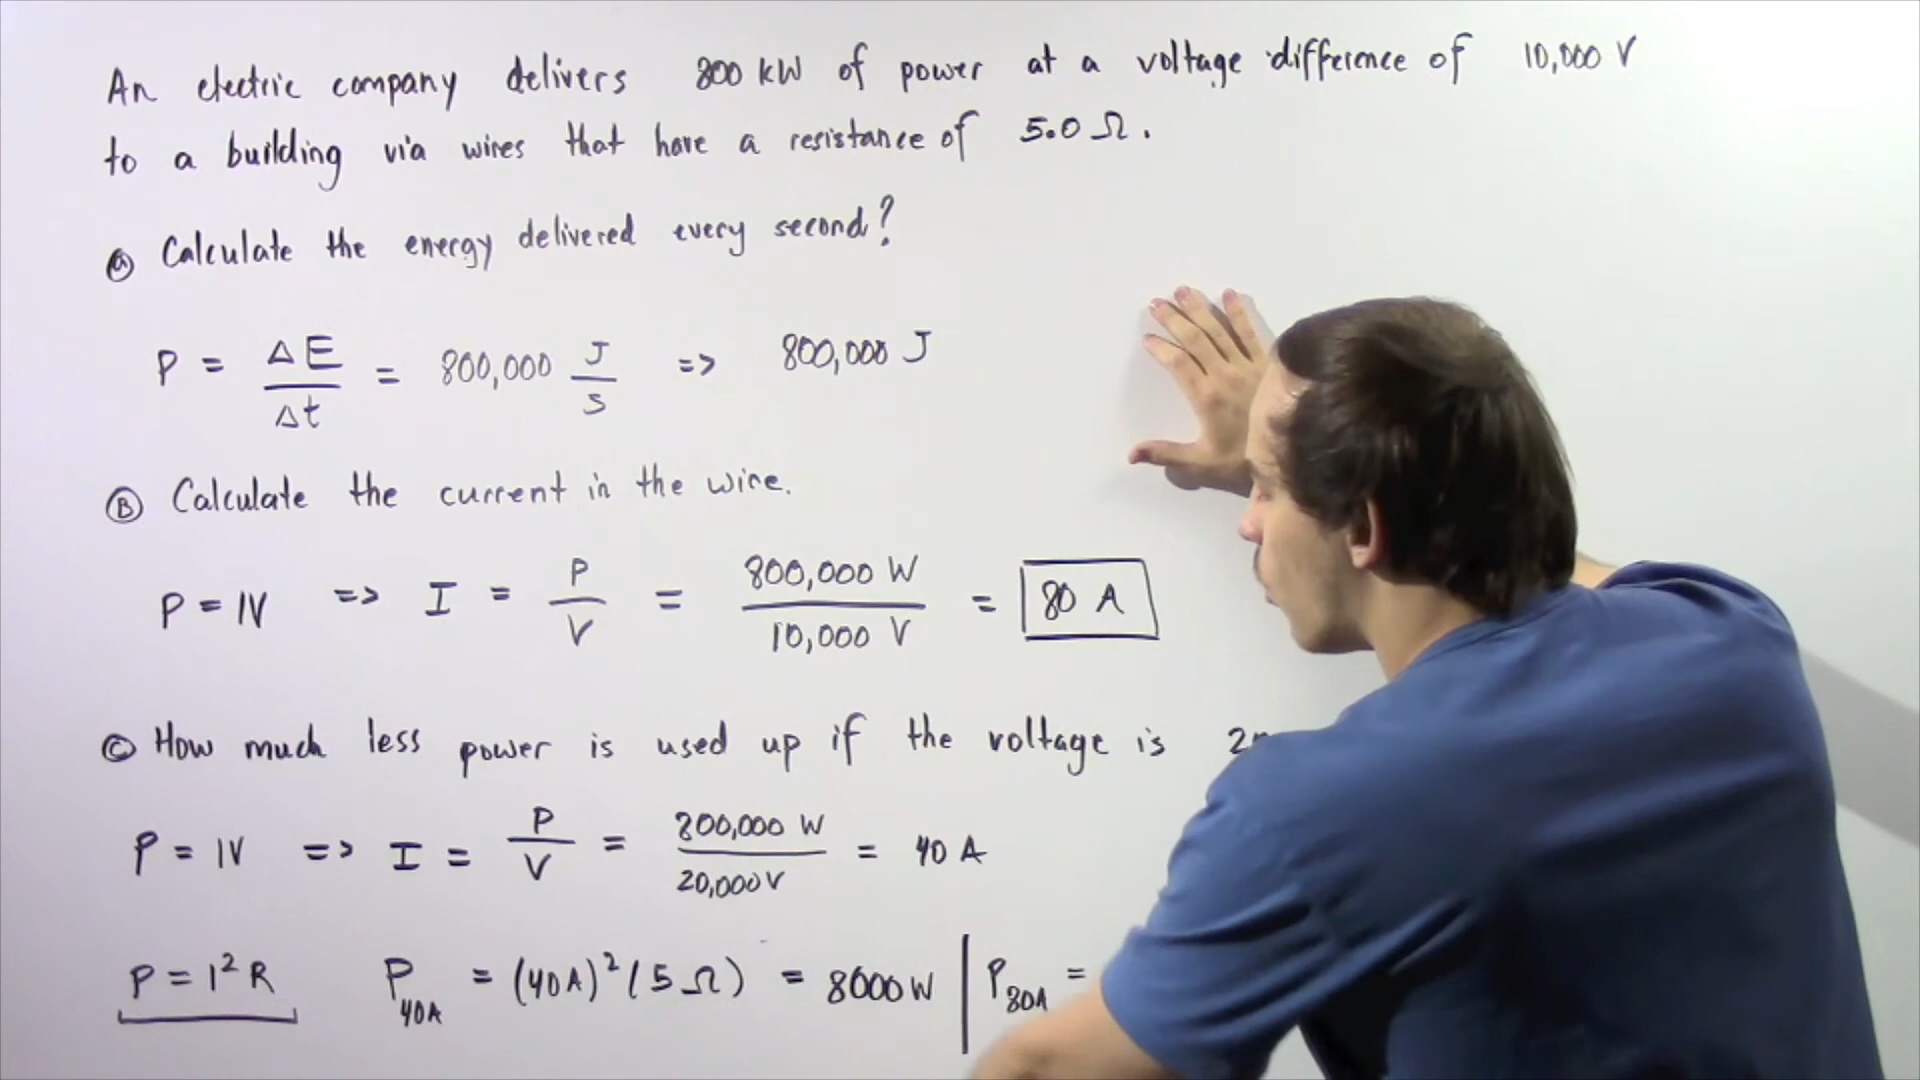 An electric company delivers 800 kW of power at a voltage difference of 10,000 V
to a building via wires that have a resistance of 5.0 Ω.
Ⓐ Calculate the energy delivered every second?
P = ΔE/Δt = 800,000 J/s => 800,000 J
Ⓑ Calculate the current in the wire.
P = IV => I = P/V = 800,000 W/10,000 V = 80 A
Ⓒ How much less power is used up if the voltage is
P = IV => I = P/V = 800,000 W/20,000 V = 40 A
P = I²R P40A = (40A)²(5Ω) = 8000 W | P80A =